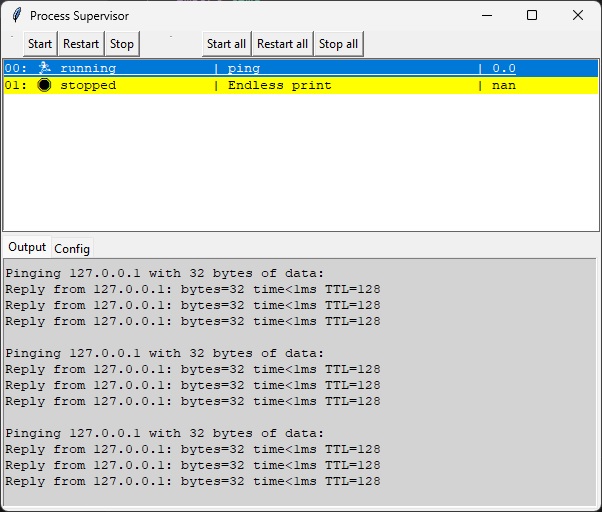 Process Supervisor
Start Restart Stop Start all Restart all Stop all
00: 🏃 running | ping | 0.0
01: ⚫ stopped | Endless print | nan
Output Config
Pinging 127.0.0.1 with 32 bytes of data:
Reply from 127.0.0.1: bytes=32 time<1ms TTL=128
Reply from 127.0.0.1: bytes=32 time<1ms TTL=128
Reply from 127.0.0.1: bytes=32 time<1ms TTL=128
Pinging 127.0.0.1 with 32 bytes of data:
Reply from 127.0.0.1: bytes=32 time<1ms TTL=128
Reply from 127.0.0.1: bytes=32 time<1ms TTL=128
Reply from 127.0.0.1: bytes=32 time<1ms TTL=128
Pinging 127.0.0.1 with 32 bytes of data:
Reply from 127.0.0.1: bytes=32 time<1ms TTL=128
Reply from 127.0.0.1: bytes=32 time<1ms TTL=128
Reply from 127.0.0.1: bytes=32 time<1ms TTL=128